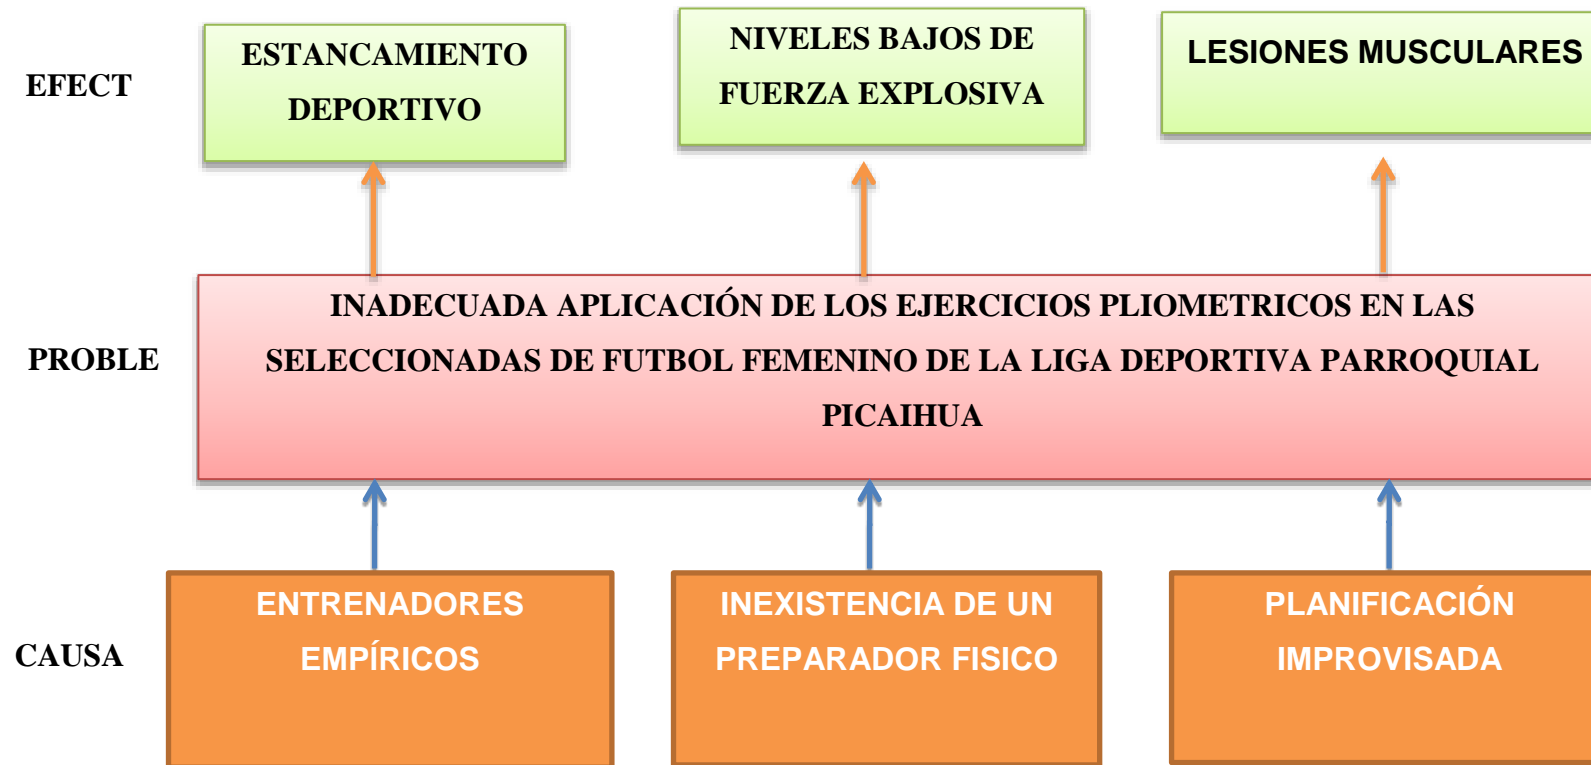 EFECT
ESTANCAMIENTO
DEPORTIVO
NIVELES BAJOS DE
FUERZA EXPLOSIVA
LESIONES MUSCULARES
PROBLE
INADECUADA APLICACIÓN DE LOS EJERCICIOS PLIOMETRICOS EN LAS
SELECCIONADAS DE FUTBOL FEMENINO DE LA LIGA DEPORTIVA PARROQUIAL
PICAIHUA
CAUSA
ENTRENADORES
EMPÍRICOS
INEXISTENCIA DE UN
PREPARADOR FISICO
PLANIFICACIÓN
IMPROVISADA